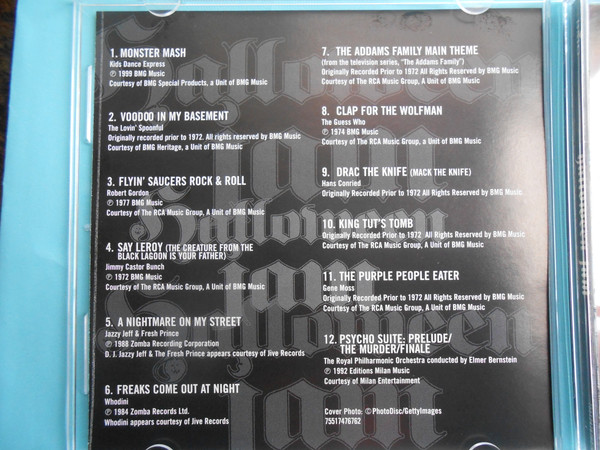 1. MONSTER MASH
Kids Dance Express
℗ 1999 BMG Music
Courtesy of BMG Special Products, a Unit of BMG Music
2. VOODOO IN MY BASEMENT
The Lovin' Spoonful
Originally recorded prior to 1972. All rights reserved by BMG Music
Courtesy of BMG Heritage, a Unit of BMG Music
3. FLYIN' SAUCERS ROCK & ROLL
Robert Gordon
℗ 1977 BMG Music
Courtesy of The RCA Music Group, A Unit of BMG Music
4. SAY LEROY (THE CREATURE FROM THE
BLACK LAGOON IS YOUR FATHER)
Jimmy Castor Bunch
℗ 1972 BMG Music
Courtesy of The RCA Music Group, A Unit of BMG Music
5. A NIGHTMARE ON MY STREET
Jazzy Jeff & Fresh Prince
℗ 1988 Zomba Recording Corporation
D. J. Jazzy Jeff & The Fresh Prince appears courtesy of Jive Records
6. FREAKS COME OUT AT NIGHT
Whodini
℗ 1984 Zomba Records Ltd.
Whodini appears courtesy of Jive Records
7. THE ADDAMS FAMILY MAIN THEME
(from the television series, "The Addams Family")
Originally Recorded Prior to 1972 All Rights Reserved by BMG Music
Courtesy of The RCA Music Group, A Unit of BMG Music
8. CLAP FOR THE WOLFMAN
The Guess Who
℗ 1974 BMG Music
Courtesy of The RCA Music Group, A Unit of BMG Music
9. DRAC THE KNIFE (MACK THE KNIFE)
Hans Conried
Originally Recorded Prior to 1972 All Rights Reserved by BMG Music.
10. KING TUT'S TOMB
Originally Recorded Prior to 1972 All Rights Reserved by BMG Music.
Courtesy of The RCA Music Group, A Unit of BMG Music
11. THE PURPLE PEOPLE EATER
Gene Moss
Originally Recorded Prior to 1972 All Rights Reserved by BMG Music
Courtesy of The RCA Music Group, A Unit of BMG Music
12. PSYCHO SUITE: PRELUDE/
THE MURDER/FINALE
The Royal Philharmonic Orchestra conducted by Elmer Bernstein
℗ 1992 Editions Milan Music
Courtesy of Milan Entertainment
Cover Photo: ©PhotoDisc/GettyImages
75517476762
Halloween
jam
Halloween
jam
Halloween
jam